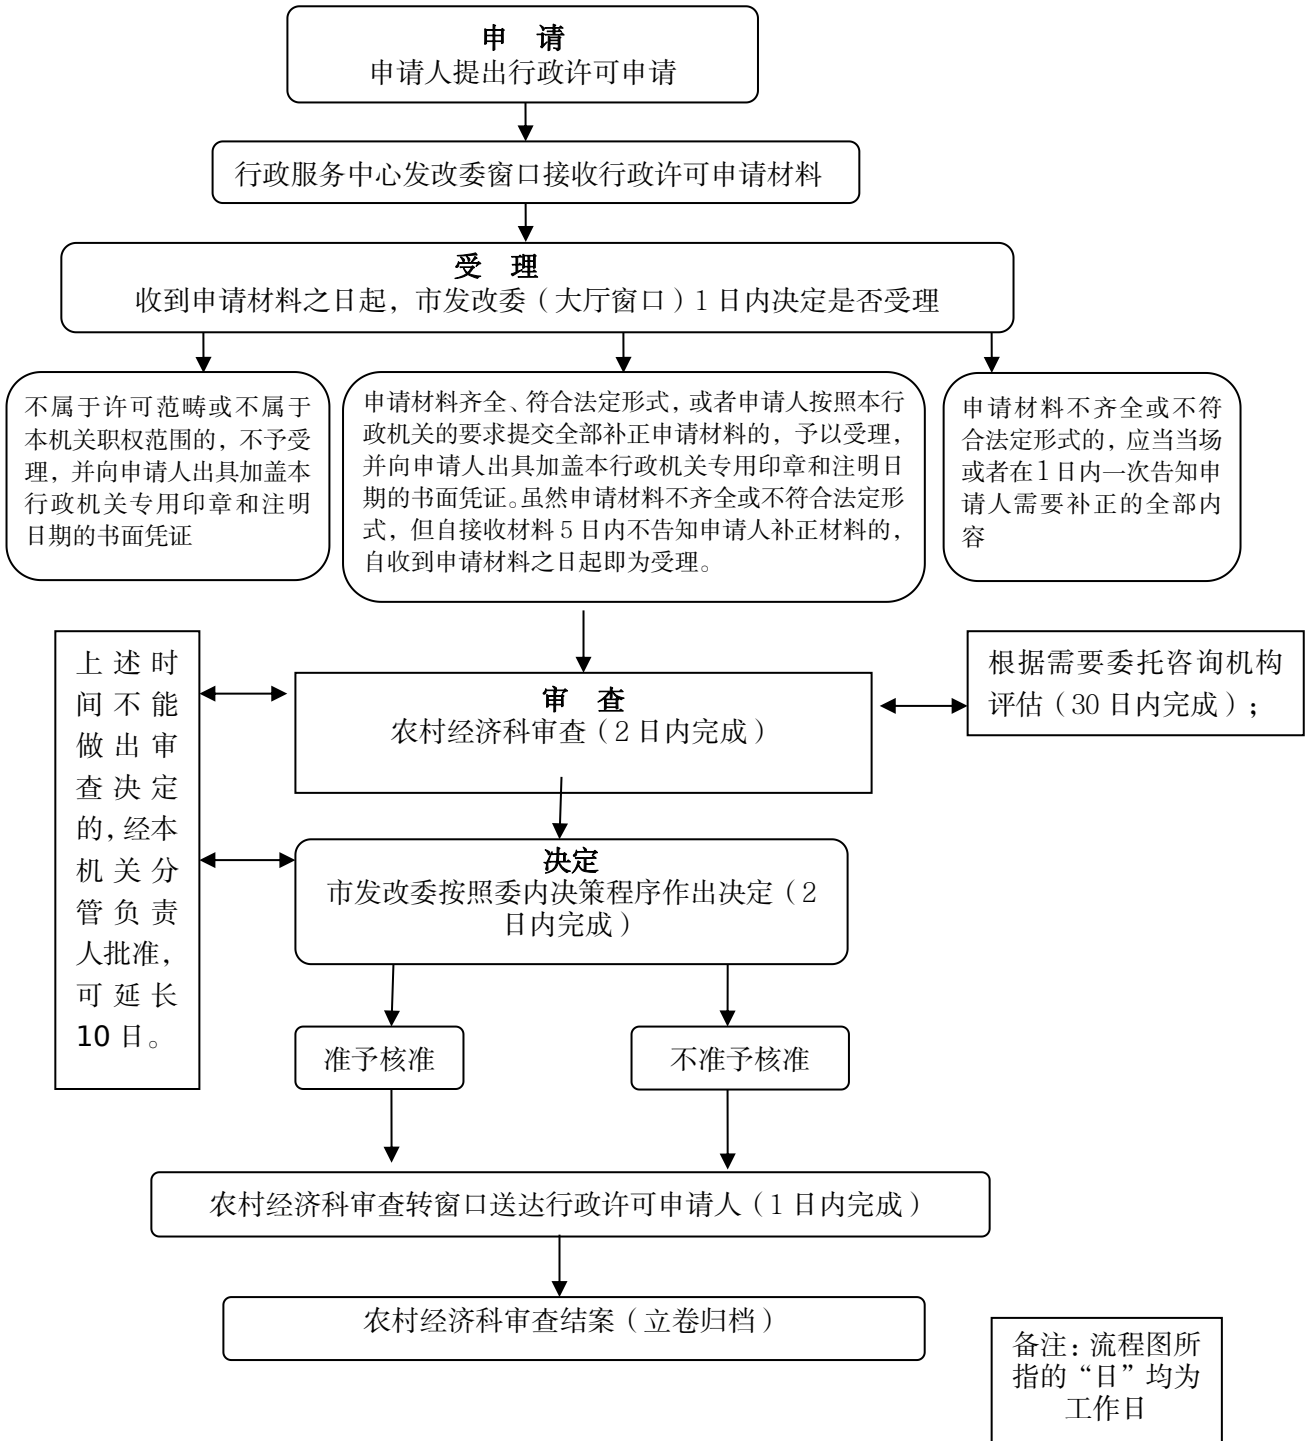 申 请
申请人提出行政许可申请
行政服务中心发改委窗口接收行政许可申请材料
受 理
收到申请材料之日起，市发改委（大厅窗口）1 日内决定是否受理
不属于许可范畴或不属于
本机关职权范围的，不予受
理，并向申请人出具加盖本
行政机关专用印章和注明
日期的书面凭证
申请材料齐全、符合法定形式，或者申请人按照本行
政机关的要求提交全部补正申请材料的，予以受理，
并向申请人出具加盖本行政机关专用印章和注明日
期的书面凭证。虽然申请材料不齐全或不符合法定形
式，但自接收材料 5 日内不告知申请人补正材料的，
自收到申请材料之日起即为受理。
申请材料不齐全或不符
合法定形式的，应当当场
或者在1日内一次告知申
请人需要补正的全部内
容
上述时
间不能
做出审
查决定
的，经本
机关分
管负责
人批准，
可延长
10 日。
审 查
农村经济科审查（2 日内完成）
根据需要委托咨询机构
评估（30 日内完成）；
决定
市发改委按照委内决策程序作出决定（2
日内完成）
准予核准
不准予核准
农村经济科审查转窗口送达行政许可申请人（1 日内完成）
农村经济科审查结案（立卷归档）
备注：流程图所
指的“日”均为
工作日